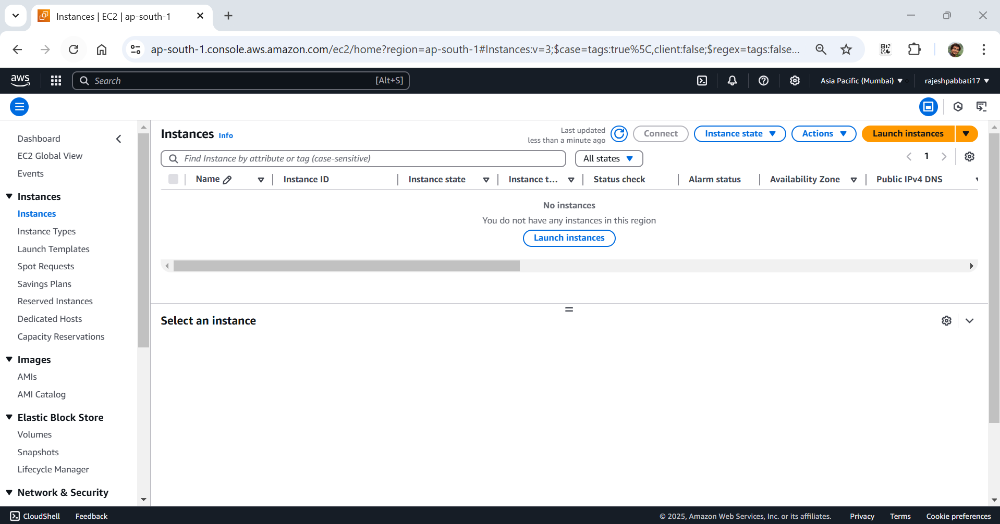 Instances | EC2 | ap-south-1
ap-south-1.console.aws.amazon.com/ec2/home?region=ap-south-1#Instances:v=3;$case=tags:true%5C,client:false;$regex=tags:false...
aws
Search
[Alt+S]
Asia Pacific (Mumbai)
rajeshpabbati17
Dashboard
EC2 Global View
Events
Instances
Instances
Instance Types
Launch Templates
Spot Requests
Savings Plans
Reserved Instances
Dedicated Hosts
Capacity Reservations
Images
AMIs
AMI Catalog
Elastic Block Store
Volumes
Snapshots
Lifecycle Manager
Network & Security
Instances Info
Last updated
less than a minute ago
Connect
Instance state
Actions
Launch instances
Find Instance by attribute or tag (case-sensitive)
All states
1
Name
Instance ID
Instance state
Instance t...
Status check
Alarm status
Availability Zone
Public IPv4 DNS
No instances
You do not have any instances in this region
Launch instances
Select an instance
CloudShell
Feedback
© 2025, Amazon Web Services, Inc. or its affiliates.
Privacy
Terms
Cookie preferences